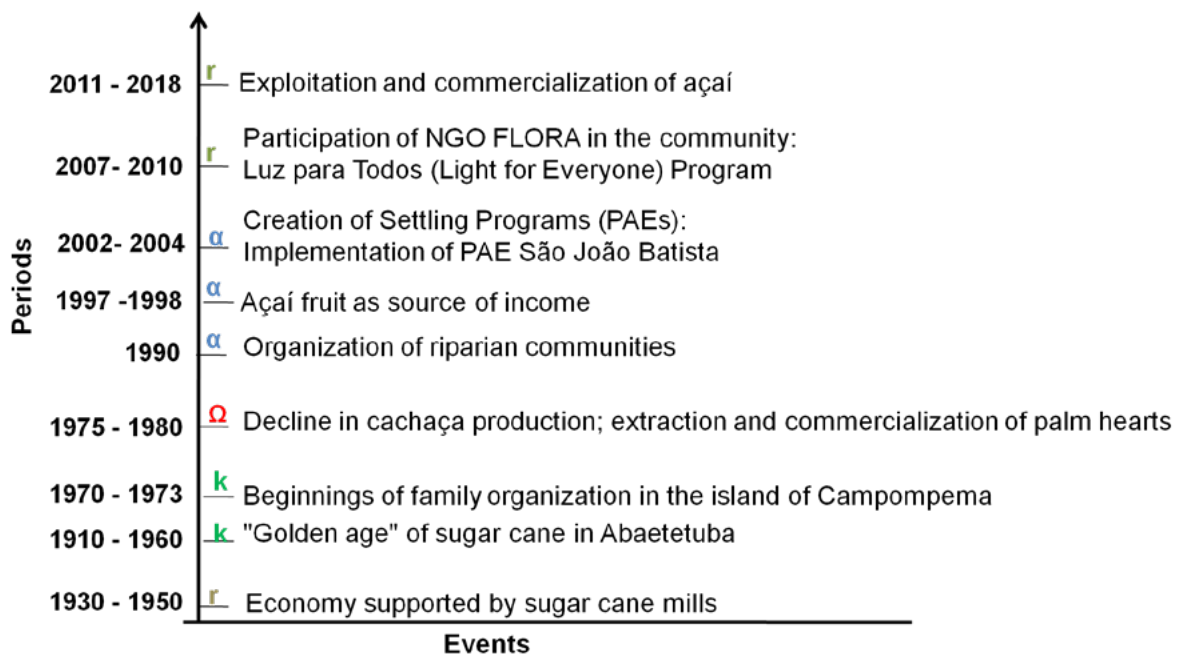 2011 - 2018 r Exploitation and commercialization of açaí
Participation of NGO FLORA in the community:
2007- 2010 r Luz para Todos (Light for Everyone) Program
Creation of Settling Programs (PAEs):
2002- 2004 α Implementation of PAE São João Batista
1997 -1998 α Açaí fruit as source of income
1990 α Organization of riparian communities
1975 - 1980 Ω Decline in cachaça production; extraction and commercialization of palm hearts
1970 - 1973 k Beginnings of family organization in the island of Campompema
1910 - 1960 k "Golden age" of sugar cane in Abaetetuba
1930 - 1950 r Economy supported by sugar cane mills
Periods
Events